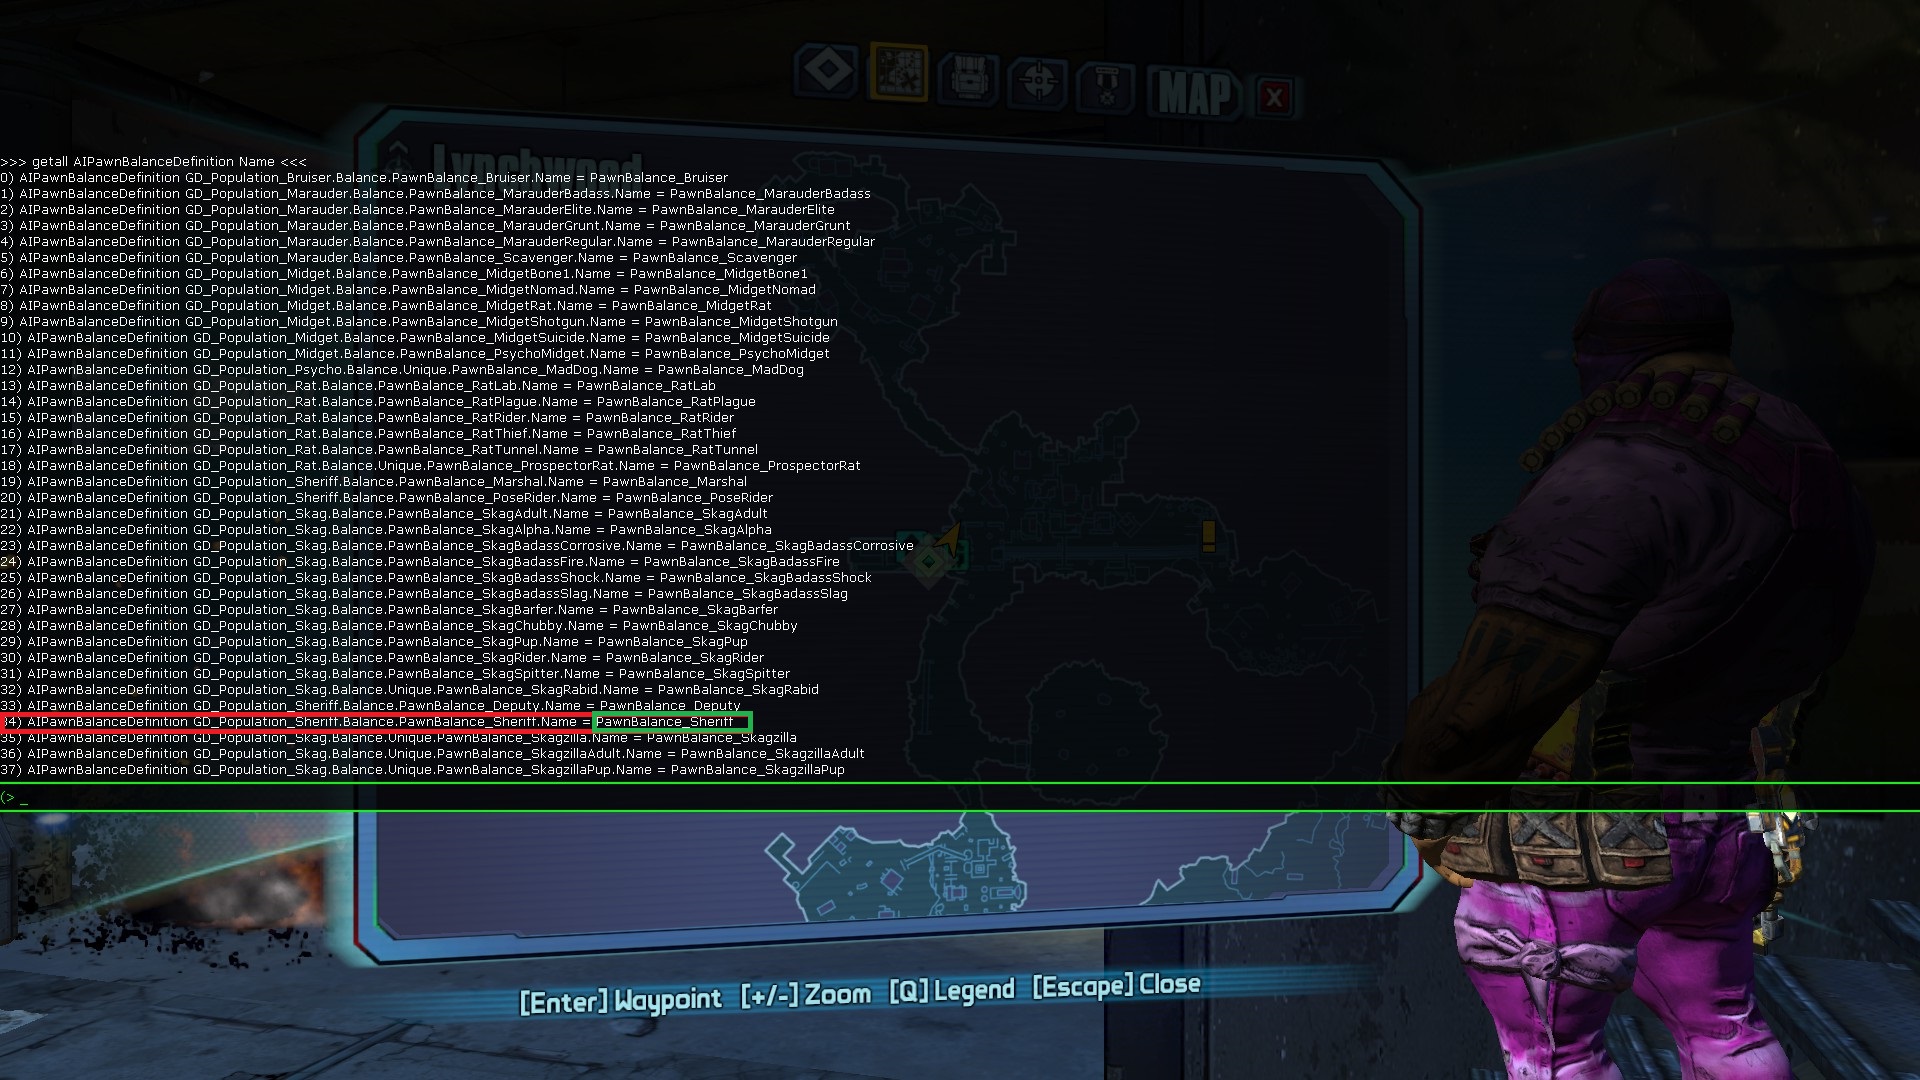 MAP X
Lynchwood
>>> getall AIPawnBalanceDefinition Name <<<
0) AIPawnBalanceDefinition GD_Population_Bruiser.Balance.PawnBalance_Bruiser.Name = PawnBalance_Bruiser
1) AIPawnBalanceDefinition GD_Population_Marauder.Balance.PawnBalance_MarauderBadass.Name = PawnBalance_MarauderBadass
2) AIPawnBalanceDefinition GD_Population_Marauder.Balance.PawnBalance_MarauderElite.Name = PawnBalance_MarauderElite
3) AIPawnBalanceDefinition GD_Population_Marauder.Balance.PawnBalance_MarauderGrunt.Name = PawnBalance_MarauderGrunt
4) AIPawnBalanceDefinition GD_Population_Marauder.Balance.PawnBalance_MarauderRegular.Name = PawnBalance_MarauderRegular
5) AIPawnBalanceDefinition GD_Population_Marauder.Balance.PawnBalance_Scavenger.Name = PawnBalance_Scavenger
6) AIPawnBalanceDefinition GD_Population_Midget.Balance.PawnBalance_MidgetBone1.Name = PawnBalance_MidgetBone1
7) AIPawnBalanceDefinition GD_Population_Midget.Balance.PawnBalance_MidgetNomad.Name = PawnBalance_MidgetNomad
8) AIPawnBalanceDefinition GD_Population_Midget.Balance.PawnBalance_MidgetRat.Name = PawnBalance_MidgetRat
9) AIPawnBalanceDefinition GD_Population_Midget.Balance.PawnBalance_MidgetShotgun.Name = PawnBalance_MidgetShotgun
10) AIPawnBalanceDefinition GD_Population_Midget.Balance.PawnBalance_MidgetSuicide.Name = PawnBalance_MidgetSuicide
11) AIPawnBalanceDefinition GD_Population_Midget.Balance.PawnBalance_PsychoMidget.Name = PawnBalance_PsychoMidget
12) AIPawnBalanceDefinition GD_Population_Psycho.Balance.Unique.PawnBalance_MadDog.Name = PawnBalance_MadDog
13) AIPawnBalanceDefinition GD_Population_Rat.Balance.PawnBalance_RatLab.Name = PawnBalance_RatLab
14) AIPawnBalanceDefinition GD_Population_Rat.Balance.PawnBalance_RatPlague.Name = PawnBalance_RatPlague
15) AIPawnBalanceDefinition GD_Population_Rat.Balance.PawnBalance_RatRider.Name = PawnBalance_RatRider
16) AIPawnBalanceDefinition GD_Population_Rat.Balance.PawnBalance_RatThief.Name = PawnBalance_RatThief
17) AIPawnBalanceDefinition GD_Population_Rat.Balance.PawnBalance_RatTunnel.Name = PawnBalance_RatTunnel
18) AIPawnBalanceDefinition GD_Population_Rat.Balance.Unique.PawnBalance_ProspectorRat.Name = PawnBalance_ProspectorRat
19) AIPawnBalanceDefinition GD_Population_Sheriff.Balance.PawnBalance_Marshal.Name = PawnBalance_Marshal
20) AIPawnBalanceDefinition GD_Population_Sheriff.Balance.PawnBalance_PoseRider.Name = PawnBalance_PoseRider
21) AIPawnBalanceDefinition GD_Population_Skag.Balance.PawnBalance_SkagAdult.Name = PawnBalance_SkagAdult
22) AIPawnBalanceDefinition GD_Population_Skag.Balance.PawnBalance_SkagAlpha.Name = PawnBalance_SkagAlpha
23) AIPawnBalanceDefinition GD_Population_Skag.Balance.PawnBalance_SkagBadassCorrosive.Name = PawnBalance_SkagBadassCorrosive
24) AIPawnBalanceDefinition GD_Population_Skag.Balance.PawnBalance_SkagBadassFire.Name = PawnBalance_SkagBadassFire
25) AIPawnBalanceDefinition GD_Population_Skag.Balance.PawnBalance_SkagBadassShock.Name = PawnBalance_SkagBadassShock
26) AIPawnBalanceDefinition GD_Population_Skag.Balance.PawnBalance_SkagBadassSlag.Name = PawnBalance_SkagBadassSlag
27) AIPawnBalanceDefinition GD_Population_Skag.Balance.PawnBalance_SkagBarfer.Name = PawnBalance_SkagBarfer
28) AIPawnBalanceDefinition GD_Population_Skag.Balance.PawnBalance_SkagChubby.Name = PawnBalance_SkagChubby
29) AIPawnBalanceDefinition GD_Population_Skag.Balance.PawnBalance_SkagPup.Name = PawnBalance_SkagPup
30) AIPawnBalanceDefinition GD_Population_Skag.Balance.PawnBalance_SkagRider.Name = PawnBalance_SkagRider
31) AIPawnBalanceDefinition GD_Population_Skag.Balance.PawnBalance_SkagSpitter.Name = PawnBalance_SkagSpitter
32) AIPawnBalanceDefinition GD_Population_Skag.Balance.Unique.PawnBalance_SkagRabid.Name = PawnBalance_SkagRabid
33) AIPawnBalanceDefinition GD_Population_Sheriff.Balance.PawnBalance_Deputy.Name = PawnBalance_Deputy
34) AIPawnBalanceDefinition GD_Population_Sheriff.Balance.PawnBalance_Sheriff.Name = PawnBalance_Sheriff
35) AIPawnBalanceDefinition GD_Population_Skag.Balance.Unique.PawnBalance_Skagzilla.Name = PawnBalance_Skagzilla
36) AIPawnBalanceDefinition GD_Population_Skag.Balance.Unique.PawnBalance_SkagzillaAdult.Name = PawnBalance_SkagzillaAdult
37) AIPawnBalanceDefinition GD_Population_Skag.Balance.Unique.PawnBalance_SkagzillaPup.Name = PawnBalance_SkagzillaPup
(> _
[Enter] Waypoint [+/-] Zoom [Q] Legend [Escape] Close